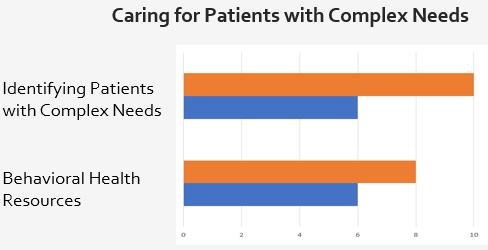 Caring for Patients with Complex Needs
Identifying Patients
with Complex Needs
Behavioral Health
Resources
0 2 4 6 8 10